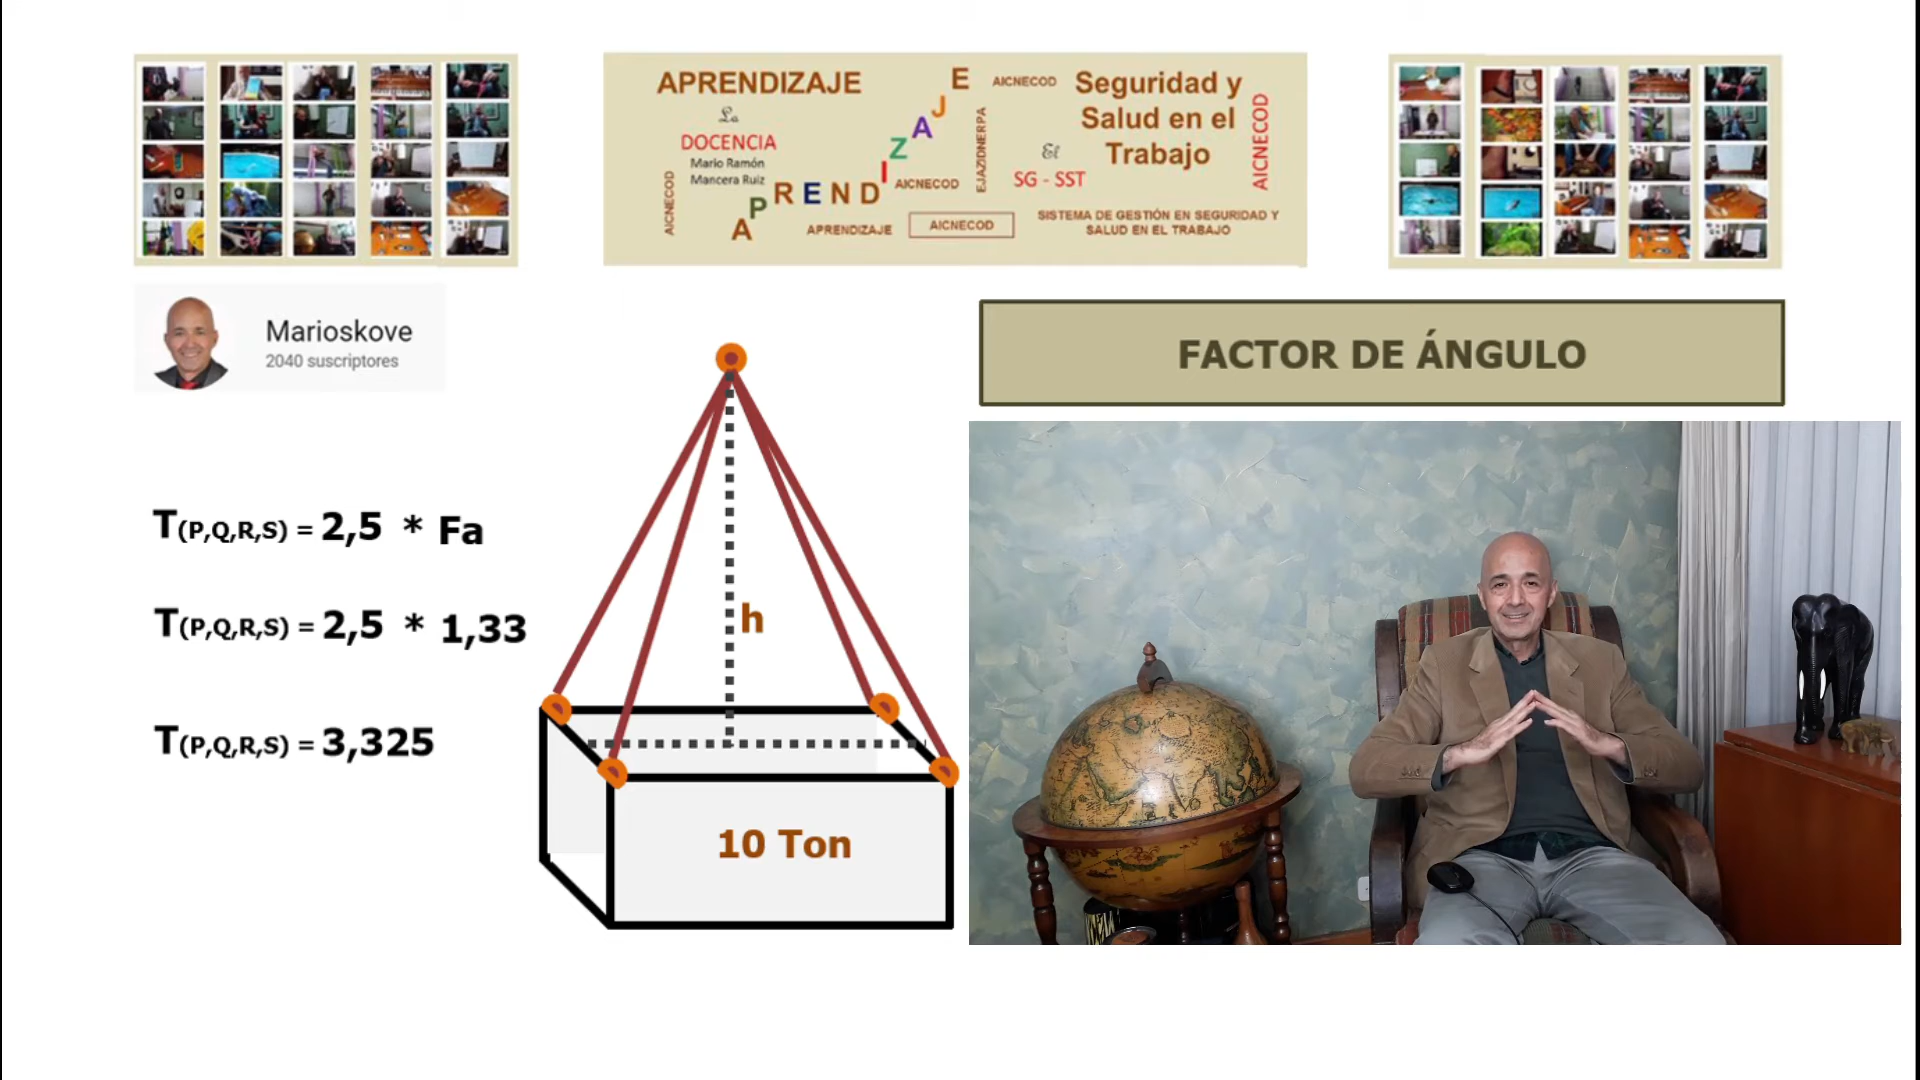 APRENDIZAJE
La
DOCENCIA
Mario Ramón
Mancera Ruiz
AICNECOD
APRENDIZAJE
AICNECOD
AICNECOD
EJAZIDNERPA
APRENDIZAJE
AICNECOD
El
SG - SST
Seguridad y
Salud en el
Trabajo
AICNECOD
SISTEMA DE GESTIÓN EN SEGURIDAD Y
SALUD EN EL TRABAJO
Marioskove
2040 suscriptores
FACTOR DE ÁNGULO
T(P,Q,R,S) = 2,5 * Fa
T(P,Q,R,S) = 2,5 * 1,33
T(P,Q,R,S) = 3,325
h
10 Ton